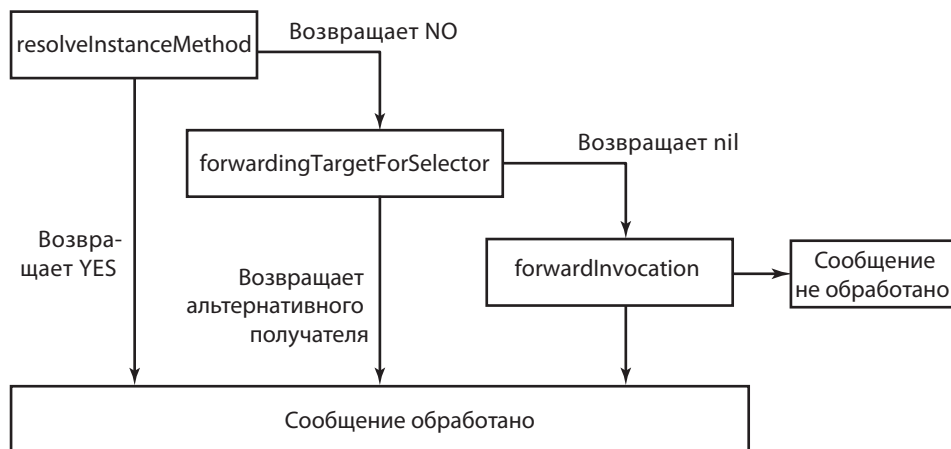 Возвращает NO
resolveInstanceMethod
Возвращает nil
forwardingTargetForSelector
Возвра-
щает YES
Возвращает
альтернативного
получателя
forwardInvocation
Сообщение
не обработано
Сообщение обработано